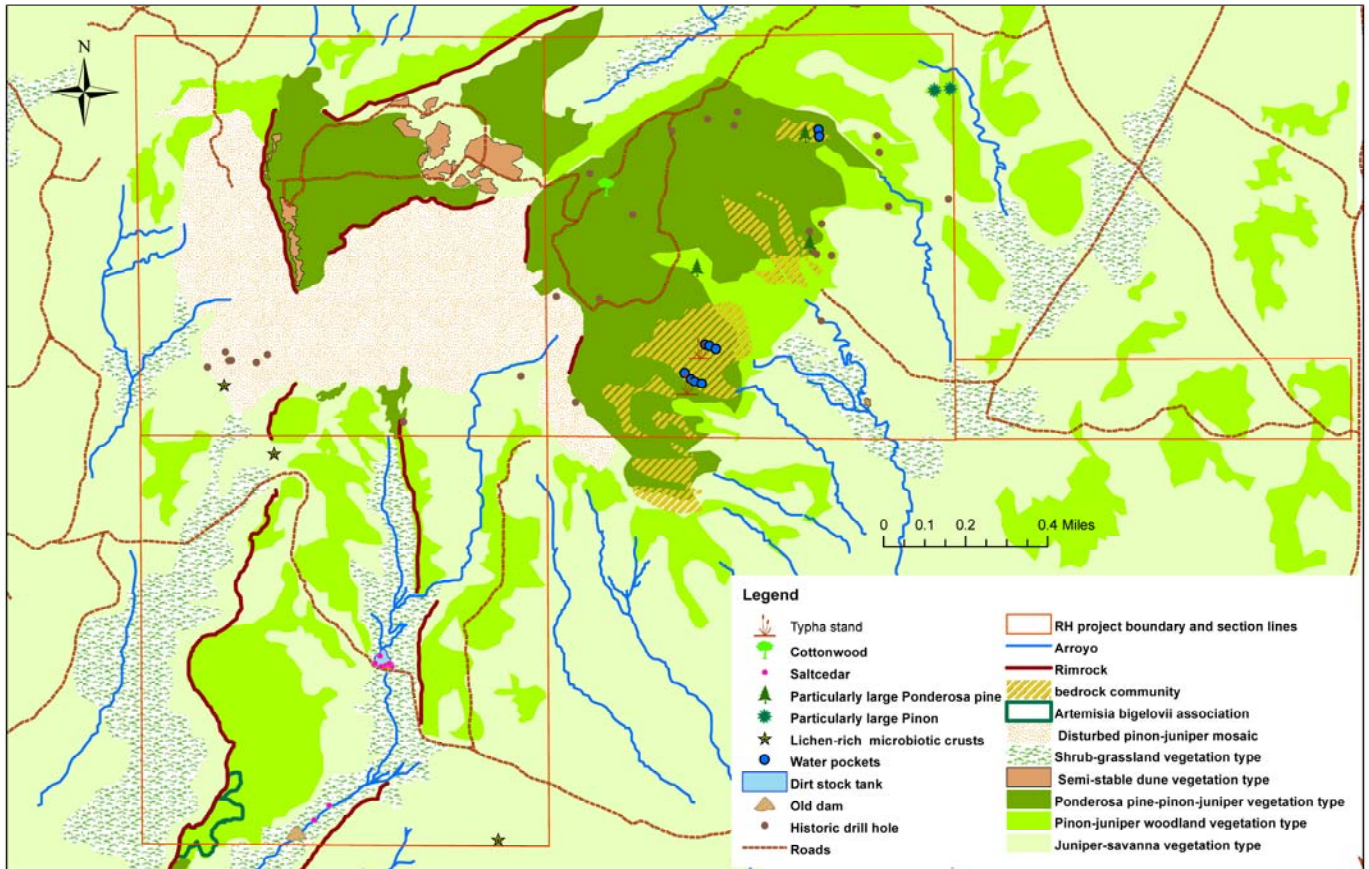 N
0 0.1 0.2 0.4 Miles
Legend
Typha stand
Cottonwood
Saltcedar
Particularly large Ponderosa pine
Particularly large Pinon
Lichen-rich microbiotic crusts
Water pockets
Dirt stock tank
Old dam
Historic drill hole
Roads
RH project boundary and section lines
Arroyo
Rimrock
bedrock community
Artemisia bigelovii association
Disturbed pinon-juniper mosaic
Shrub-grassland vegetation type
Semi-stable dune vegetation type
Ponderosa pine-pinon-juniper vegetation type
Pinon-juniper woodland vegetation type
Juniper-savanna vegetation type